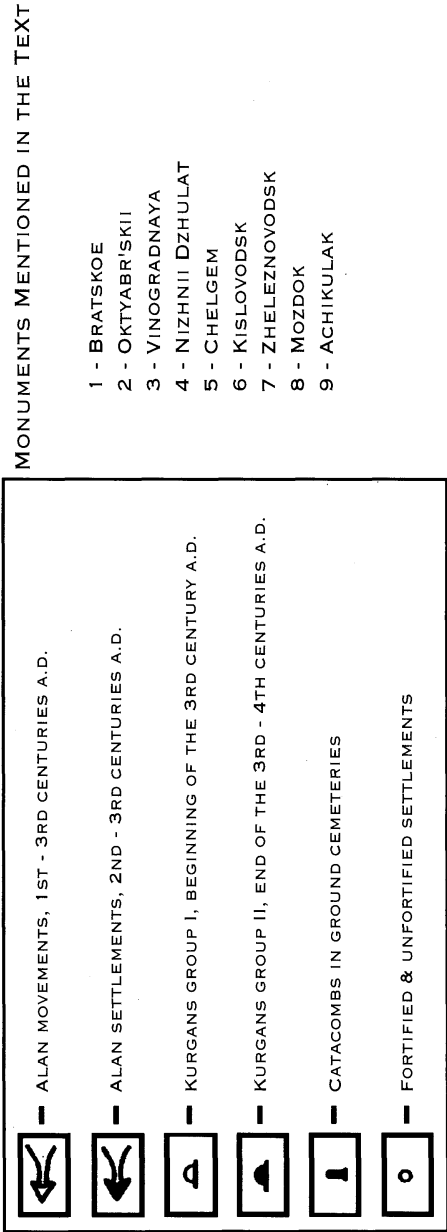 MONUMENTS MENTIONED IN THE TEXT
1 - BRATSKOE
2 - OKTYABR'SKII
3 - VINOGRADNAYA
4 - NIZHNII DZHULAT
5 - CHELGEM
6 - KISLOVODSK
7 - ZHELEZNOVODSK
8 - MOZDOK
9 - ACHIKULAK
– ALAN MOVEMENTS, 1ST - 3RD CENTURIES A.D.
– ALAN SETTLEMENTS, 2ND - 3RD CENTURIES A.D.
– KURGANS GROUP I, BEGINNING OF THE 3RD CENTURY A.D.
– KURGANS GROUP II, END OF THE 3RD - 4TH CENTURIES A.D.
– CATACOMBS IN GROUND CEMETERIES
– FORTIFIED & UNFORTIFIED SETTLEMENTS